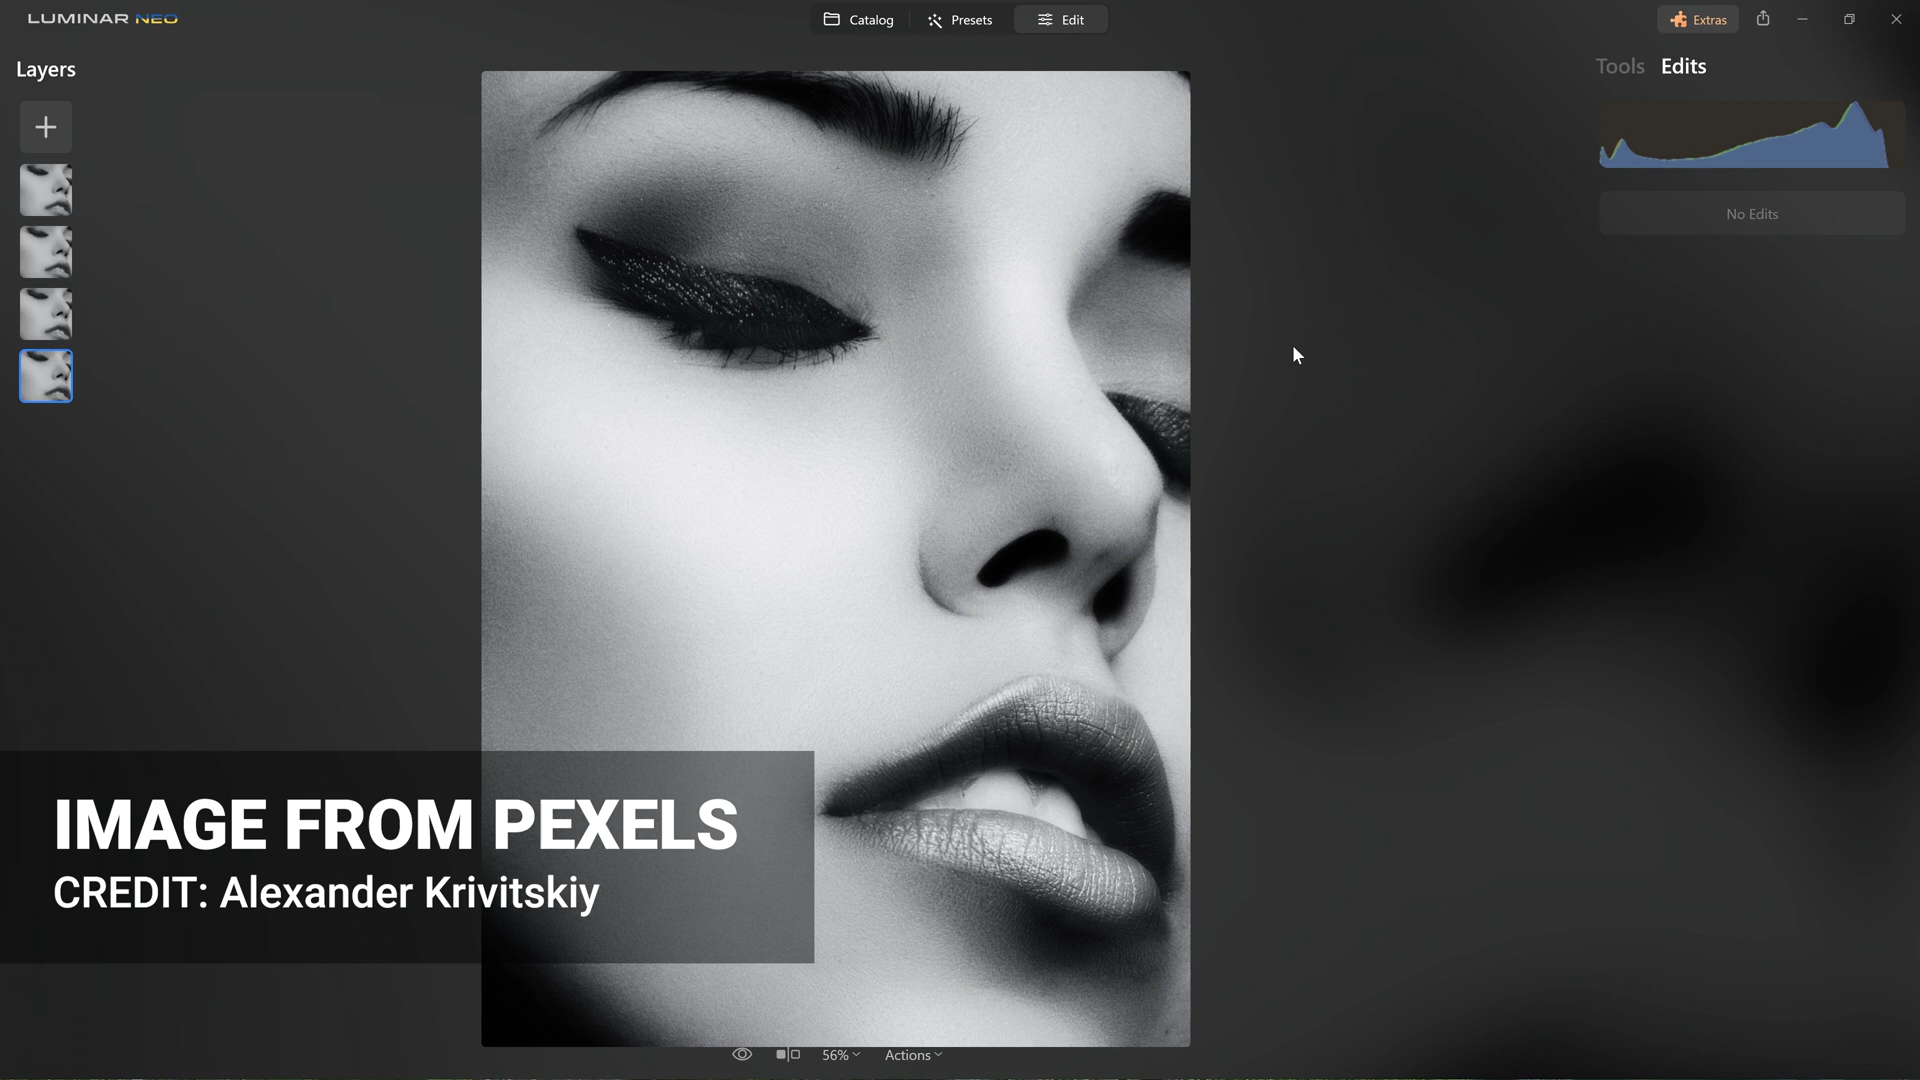 LUMINAR NEO
Catalog
Presets
Edit
Extras
Layers
Tools
Edits
No Edits
IMAGE FROM PEXELS
CREDIT: Alexander Krivitskiy
56%
Actions